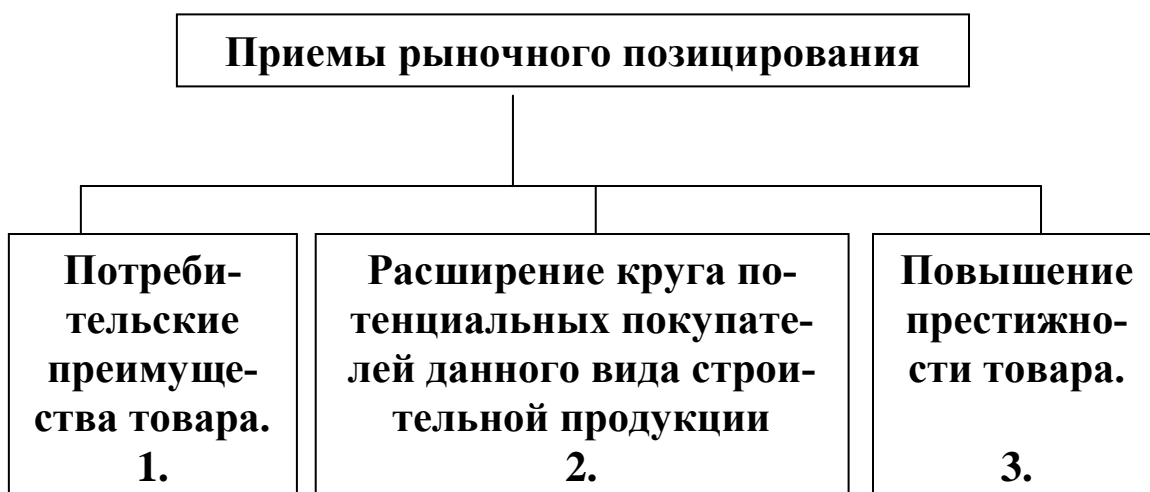 Приемы рыночного позицирования
Потреби-
тельские
преимуще-
ства товара.
1.
Расширение круга по-
тенциальных покупате-
лей данного вида строи-
тельной продукции
2.
Повышение
престижно-
сти товара.
3.